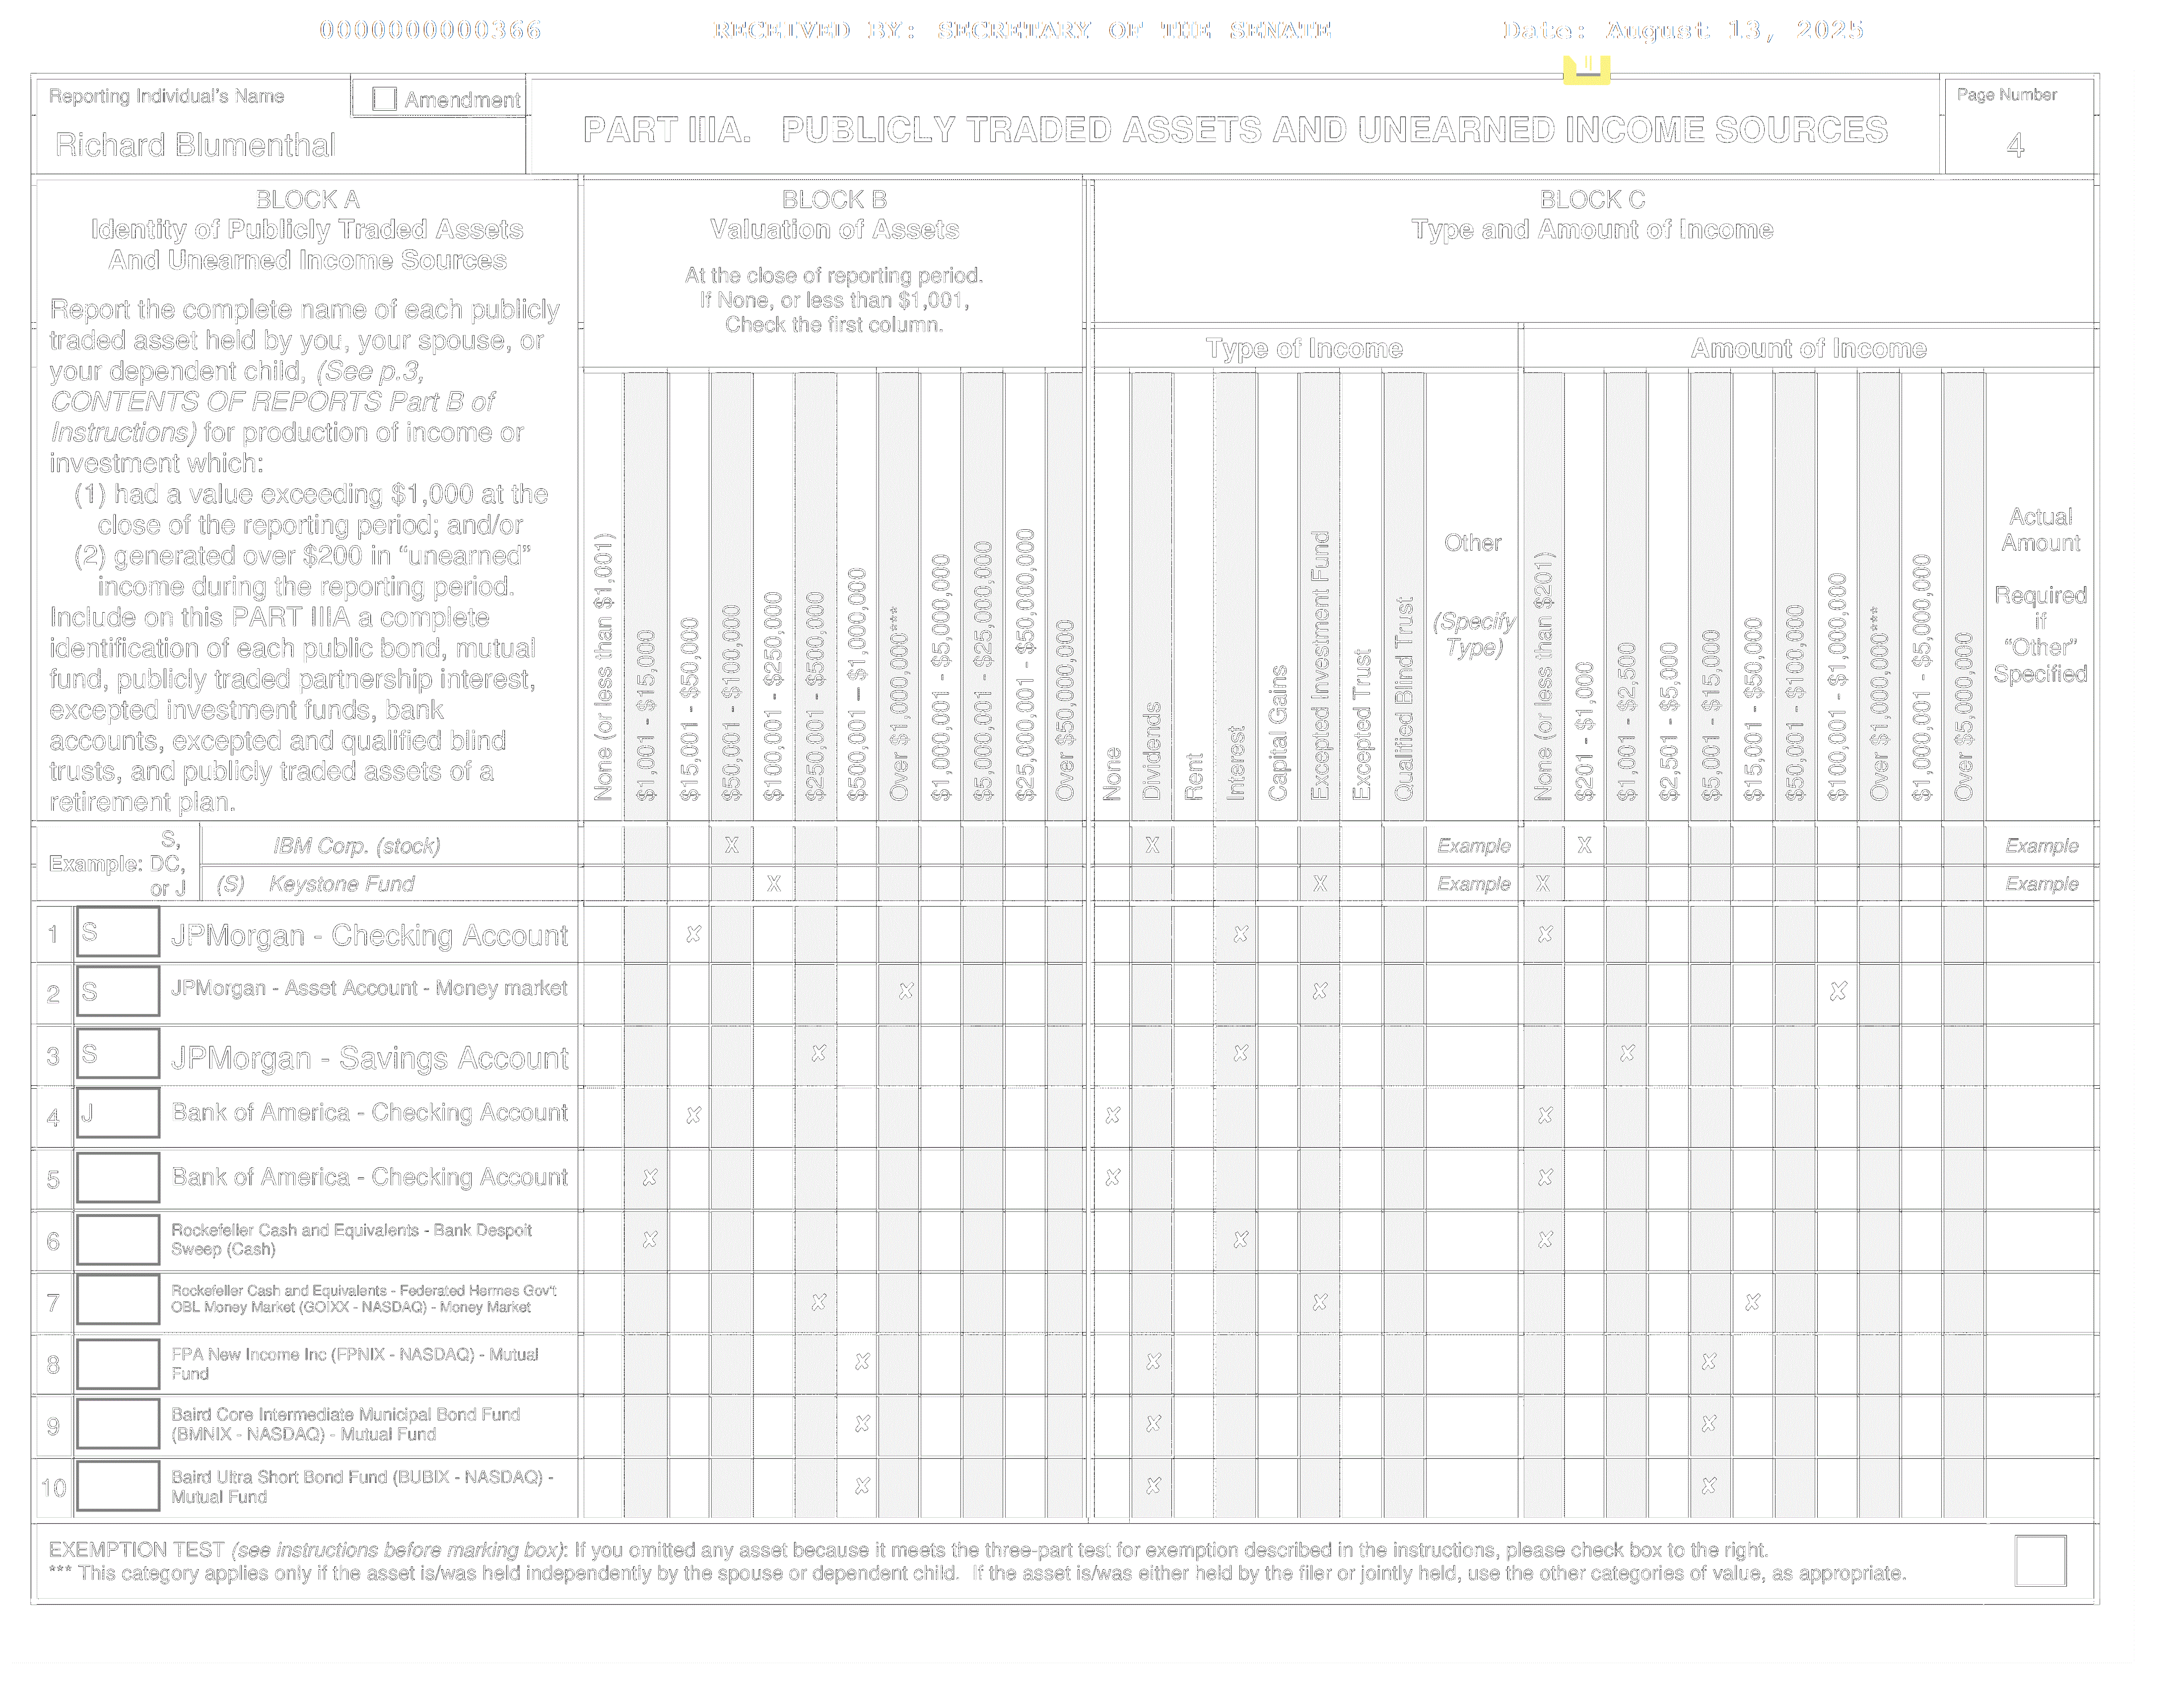 0000000000366 RECEIVED BY: SECRETARY OF THE SENATE Date: August 13, 2025
Reporting Individual's Name
Amendment
Richard Blumenthal
PART IIIA. PUBLICLY TRADED ASSETS AND UNEARNED INCOME SOURCES
Page Number
4
BLOCK A
Identity of Publicly Traded Assets
And Unearned Income Sources
Report the complete name of each publicly
traded asset held by you, your spouse, or
your dependent child, (See p.3,
CONTENTS OF REPORTS Part B of
Instructions) for production of income or
investment which:
(1) had a value exceeding $1,000 at the
close of the reporting period; and/or
(2) generated over $200 in “unearned”
income during the reporting period.
Include on this PART IIIA a complete
identification of each public bond, mutual
fund, publicly traded partnership interest,
excepted investment funds, bank
accounts, excepted and qualified blind
trusts, and publicly traded assets of a
retirement plan.
BLOCK B
Valuation of Assets
At the close of reporting period.
If None, or less than $1,001,
Check the first column.
None (or less than $1,001)
$1,001 - $15,000
$15,001 - $50,000
$50,001 - $100,000
$100,001 - $250,000
$250,001 - $500,000
$500,001 – $1,000,000
Over $1,000,000***
$1,000,001 - $5,000,000
$5,000,001 - $25,000,000
$25,000,001 - $50,000,000
Over $50,000,000
BLOCK C
Type and Amount of Income
Type of Income
None
Dividends
Rent
Interest
Capital Gains
Excepted Investment Fund
Excepted Trust
Qualified Blind Trust
Other
(Specify
Type)
Amount of Income
None (or less than $201)
$201 - $1,000
$1,001 - $2,500
$2,501 - $5,000
$5,001 - $15,000
$15,001 - $50,000
$50,001 - $100,000
$100,001 - $1,000,000
Over $1,000,000***
$1,000,001 - $5,000,000
Over $5,000,000
Actual
Amount
Required
if
“Other”
Specified
Example:
S,
DC,
or J
IBM Corp. (stock) X X Example X Example
(S) Keystone Fund X X Example X Example
1 S JPMorgan - Checking Account X X X
2 S JPMorgan - Asset Account - Money market X X X
3 S JPMorgan - Savings Account X X X
4 J Bank of America - Checking Account X X X
5 Bank of America - Checking Account X X X
6 Rockefeller Cash and Equivalents - Bank Despoit
Sweep (Cash) X X X
7 Rockefeller Cash and Equivalents - Federated Hermes Gov't
OBL Money Market (GOIXX - NASDAQ) - Money Market X X X
8 FPA New Income Inc (FPNIX - NASDAQ) - Mutual
Fund X X X
9 Baird Core Intermediate Municipal Bond Fund
(BMNIX - NASDAQ) - Mutual Fund X X X
10 Baird Ultra Short Bond Fund (BUBIX - NASDAQ) -
Mutual Fund X X X
EXEMPTION TEST (see instructions before marking box): If you omitted any asset because it meets the three-part test for exemption described in the instructions, please check box to the right.
*** This category applies only if the asset is/was held independently by the spouse or dependent child. If the asset is/was either held by the filer or jointly held, use the other categories of value, as appropriate.